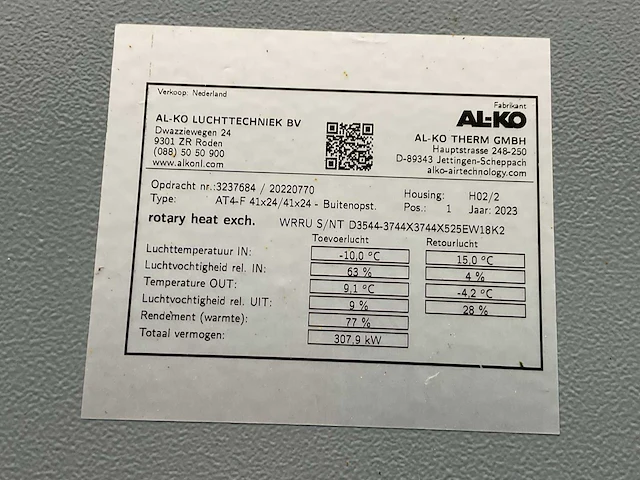 Verkoop: Nederland
AL-KO LUCHTTECHNIEK BV
Dwazziewegen 24
9301 ZR Roden
(088) 50 50 900
www.alkonl.com
Fabrikant
AL-KO
AL-KO THERM GMBH
Hauptstrasse 248-250
D-89343 Jettingen-Scheppach
alko-airtechnology.com
Opdracht nr.:3237684 / 20220770 Housing: H02/2
Type: AT4-F 41x24/41x24 - Buitenopst. Pos.: 1 Jaar: 2023
rotary heat exch. WRRU S/NT D3544-3744X3744X525EW18K2
Toevoerlucht Retourlucht
Luchttemperatuur IN: -10,0 °C 15,0 °C
Luchtvochtigheid rel. IN: 63 % 4 %
Temperature OUT: 9,1 °C -4,2 °C
Luchtvochtigheid rel. UIT: 9 % 28 %
Rendement (warmte): 77 %
Totaal vermogen: 307,9 kW